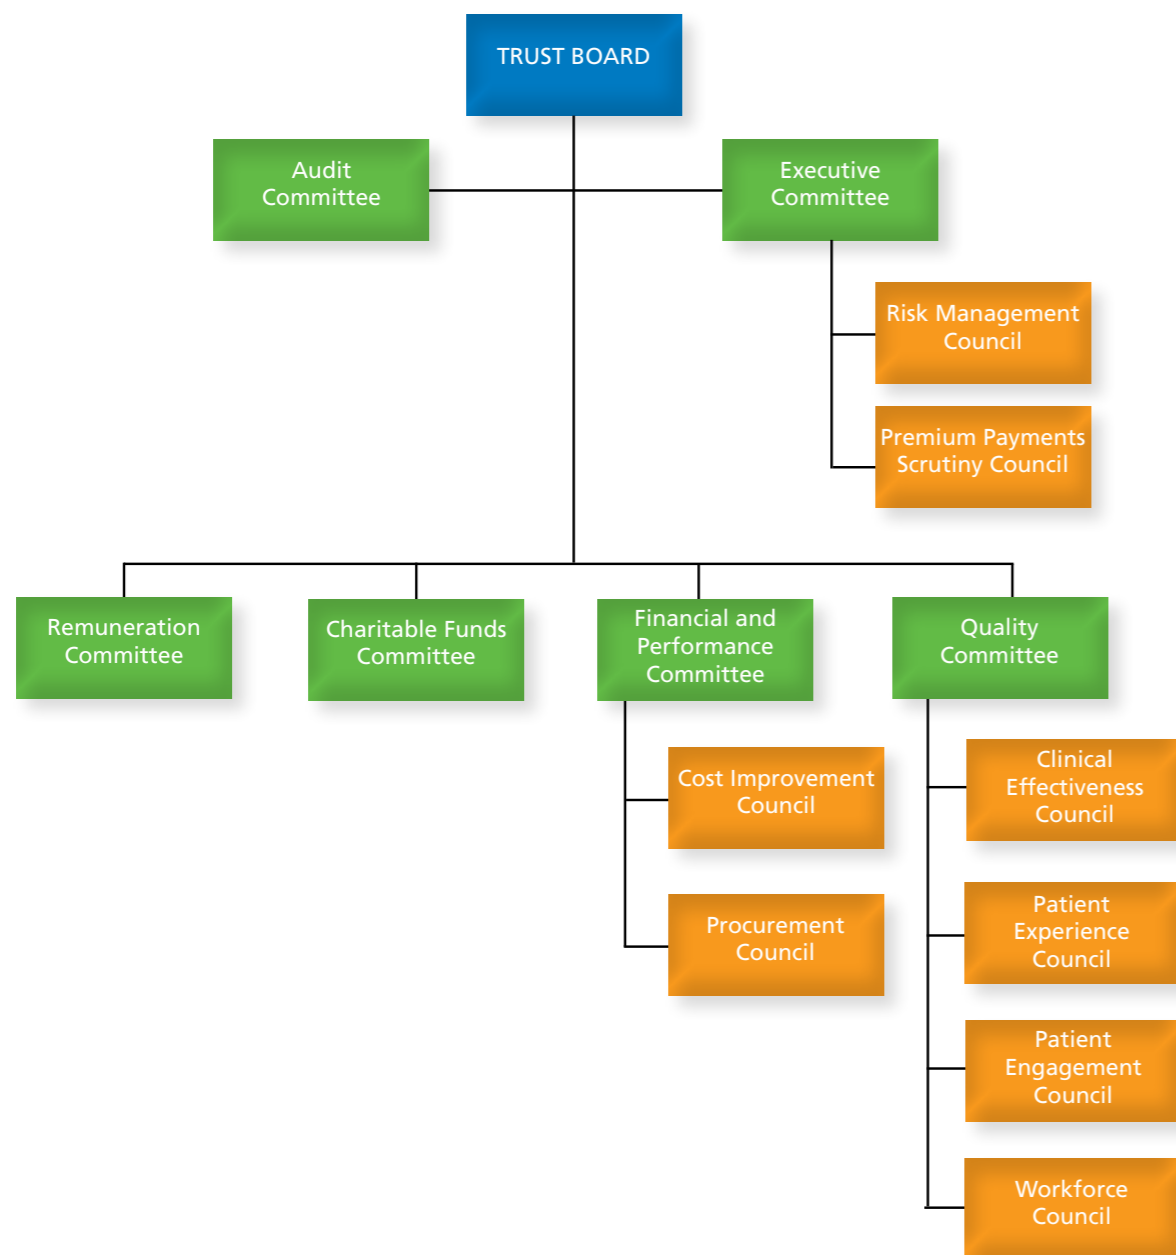 TRUST BOARD
Audit
Committee
Executive
Committee
Risk Management
Council
Premium Payments
Scrutiny Council
Remuneration
Committee
Charitable Funds
Committee
Financial and
Performance
Committee
Quality
Committee
Cost Improvement
Council
Procurement
Council
Clinical
Effectiveness
Council
Patient
Experience
Council
Patient
Engagement
Council
Workforce
Council